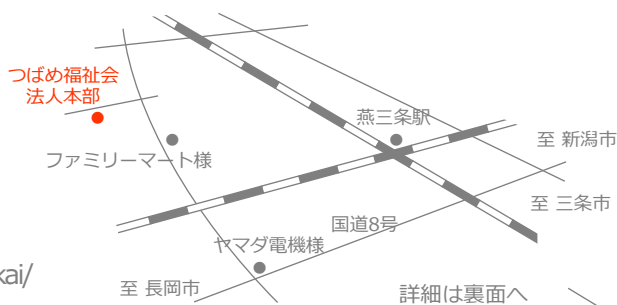 つばめ福祉会
法人本部
燕三条駅
至 新潟市
ファミリーマート様
至 三条市
国道8号
ヤマダ電機様
kai/
至 長岡市
詳細は裏面へ